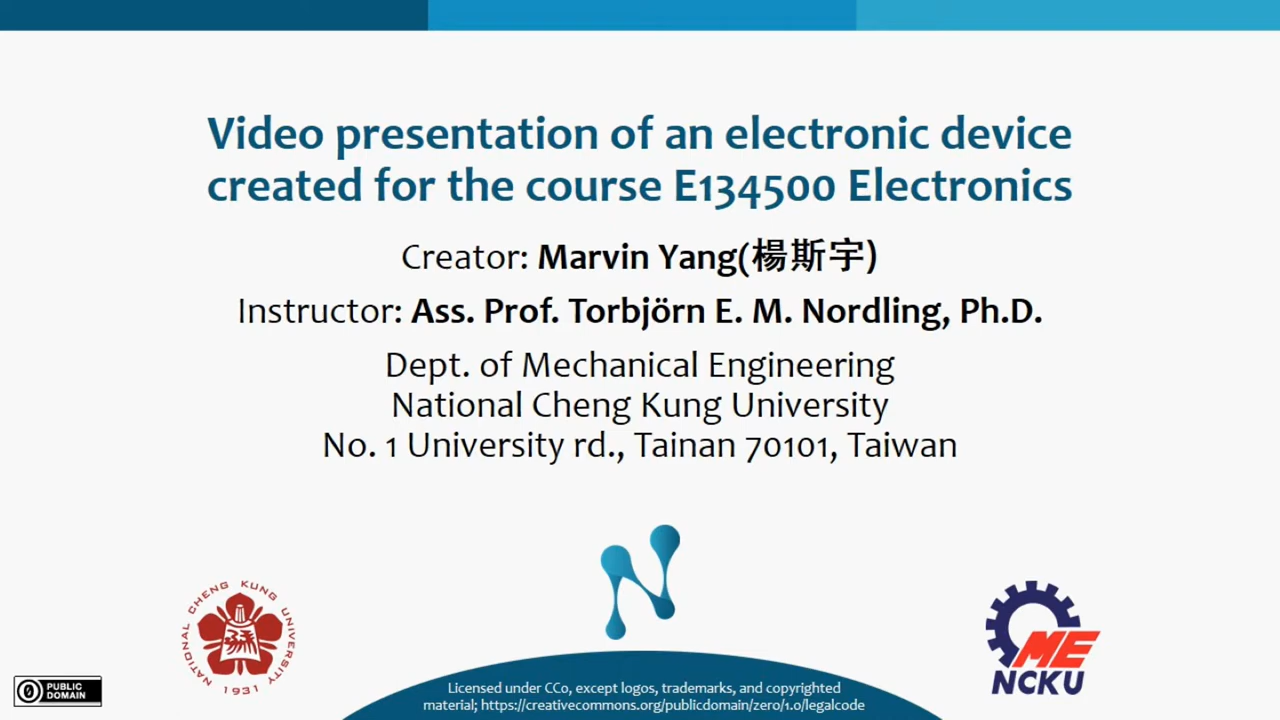 Video presentation of an electronic device
created for the course E134500 Electronics
Creator: Marvin Yang(楊斯宇)
Instructor: Ass. Prof. Torbjörn E. M. Nordling, Ph.D.
Dept. of Mechanical Engineering
National Cheng Kung University
No. 1 University rd., Tainan 70101, Taiwan
NATIONAL CHENG KUNG UNIVERSITY
1931
ME
NCKU
PUBLIC
DOMAIN
Licensed under CC0, except logos, trademarks, and copyrighted
material; https://creativecommons.org/publicdomain/zero/1.0/legalcode